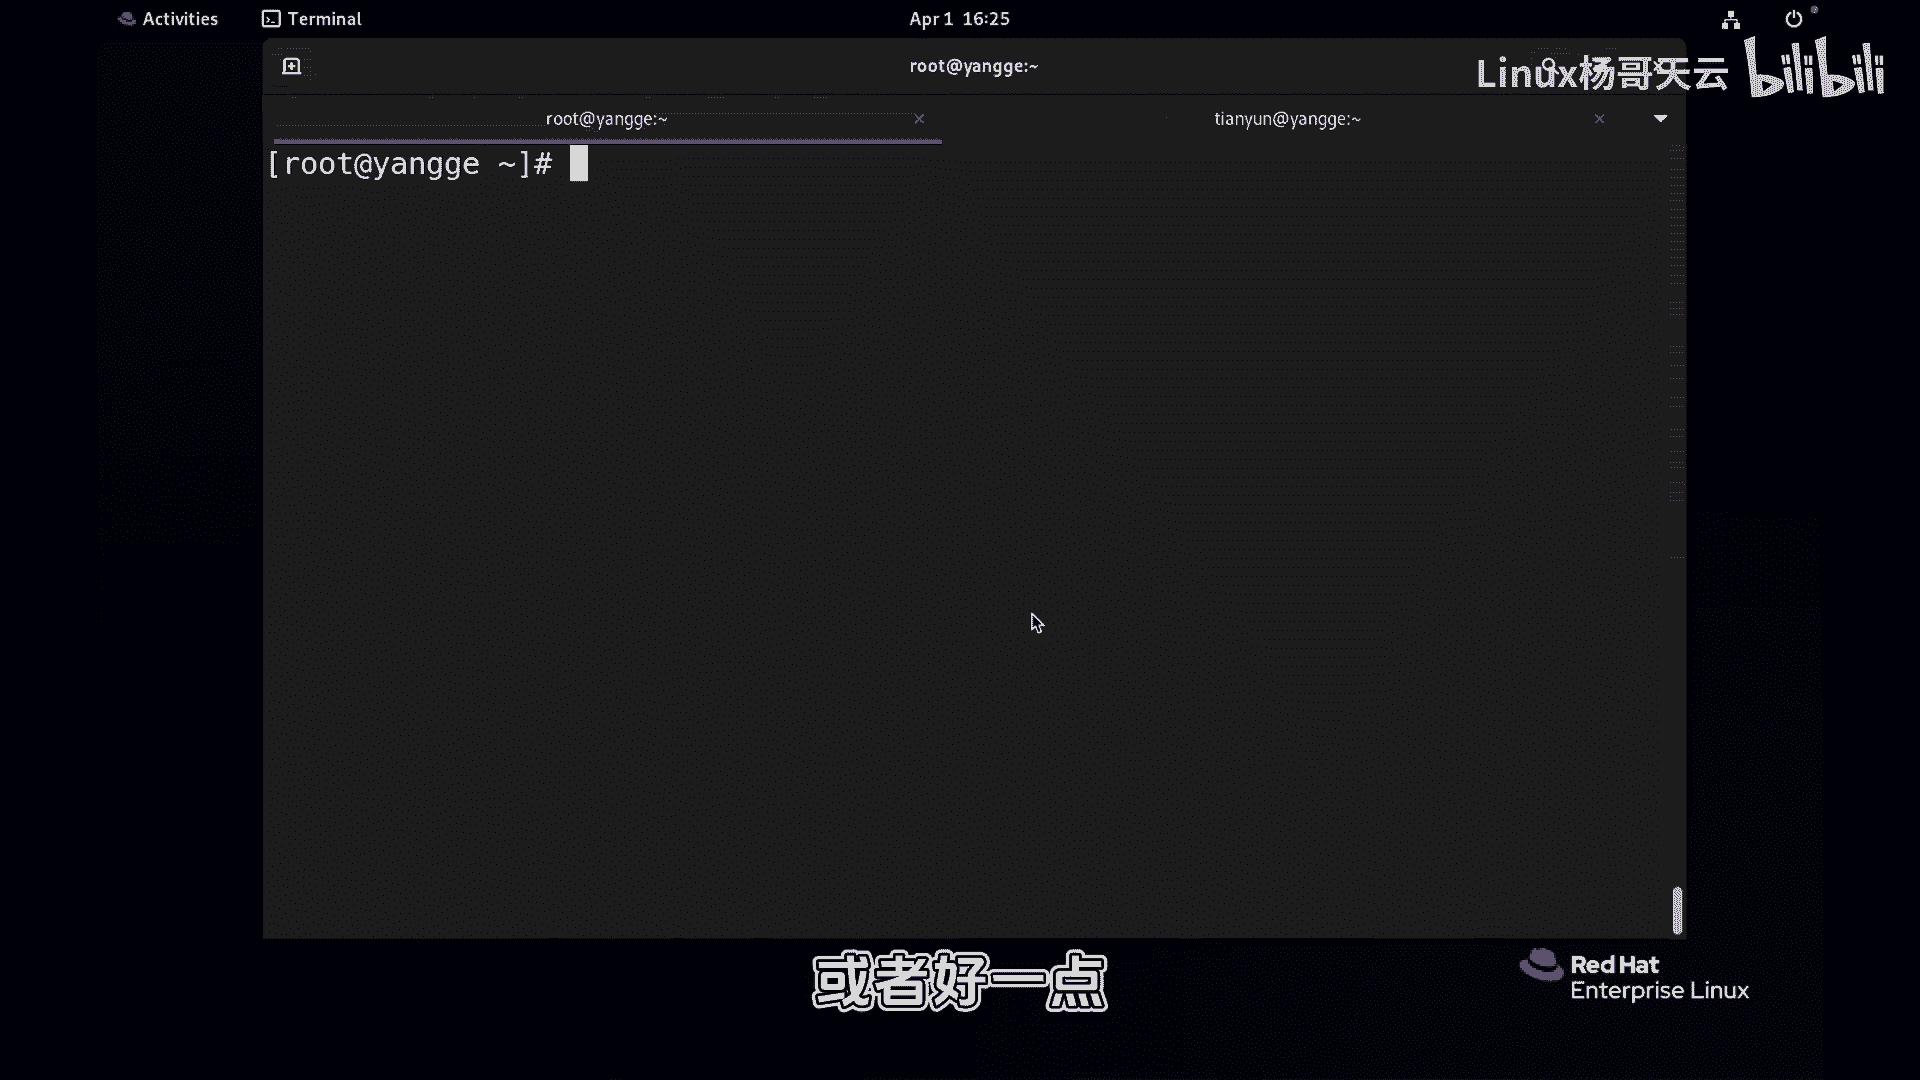 Activities
Terminal
Apr 1 16:25
root@yangge:~
Linux杨哥天云 bilibili
root@yangge:~
tianyun@yangge:~
[root@yangge ~]#
或者好一点
Red Hat
Enterprise Linux